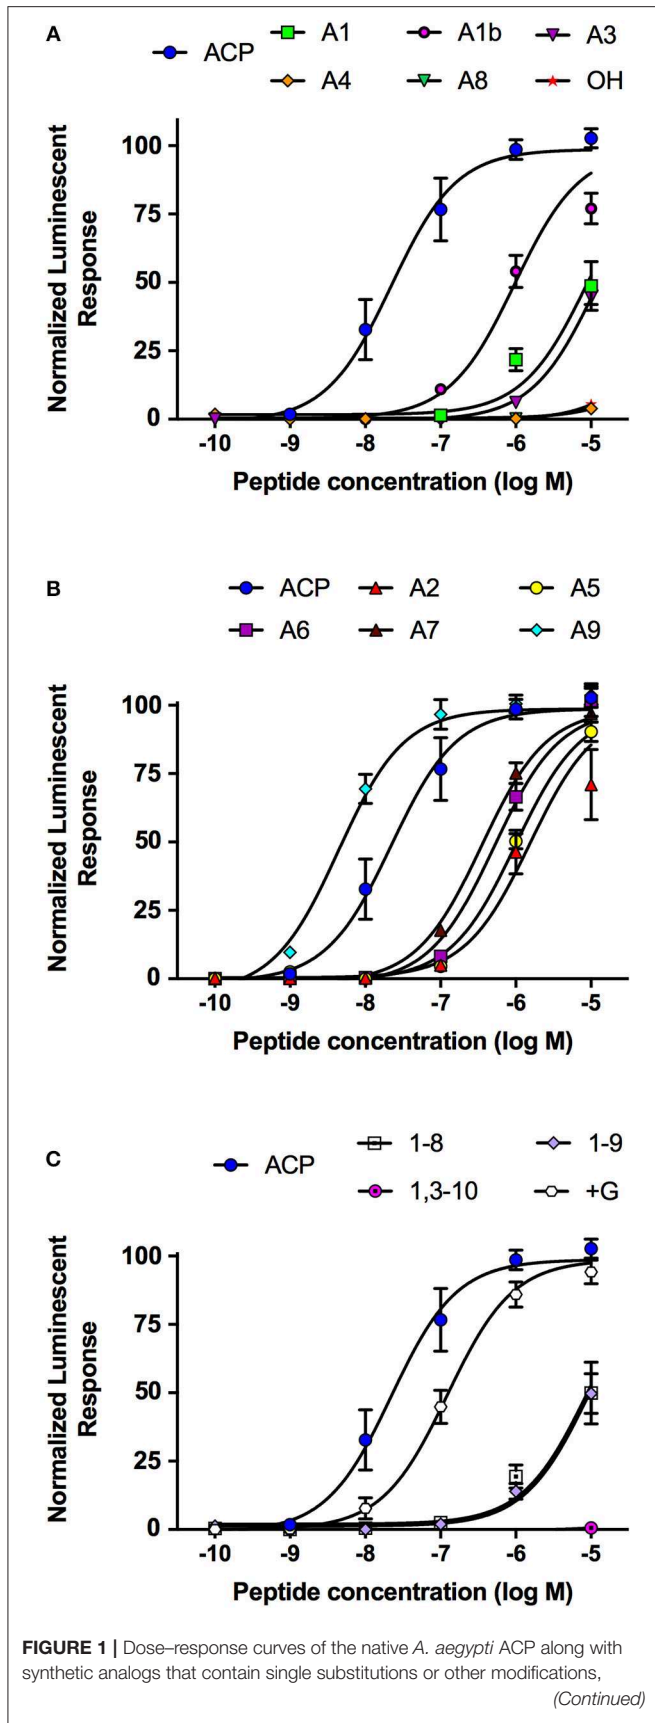 A
ACP A1 A1b A3
A4 A8 OH
Normalized Luminescent
Response
100
75
50
25
0
-10 -9 -8 -7 -6 -5
Peptide concentration (log M)
B
ACP A2 A5
A6 A7 A9
Normalized Luminescent
Response
100
75
50
25
0
-10 -9 -8 -7 -6 -5
Peptide concentration (log M)
C
ACP 1-8 1-9
1,3-10 +G
Normalized Luminescent
Response
100
75
50
25
0
-10 -9 -8 -7 -6 -5
Peptide concentration (log M)
FIGURE 1 | Dose–response curves of the native A. aegypti ACP along with
synthetic analogs that contain single substitutions or other modifications,
(Continued)